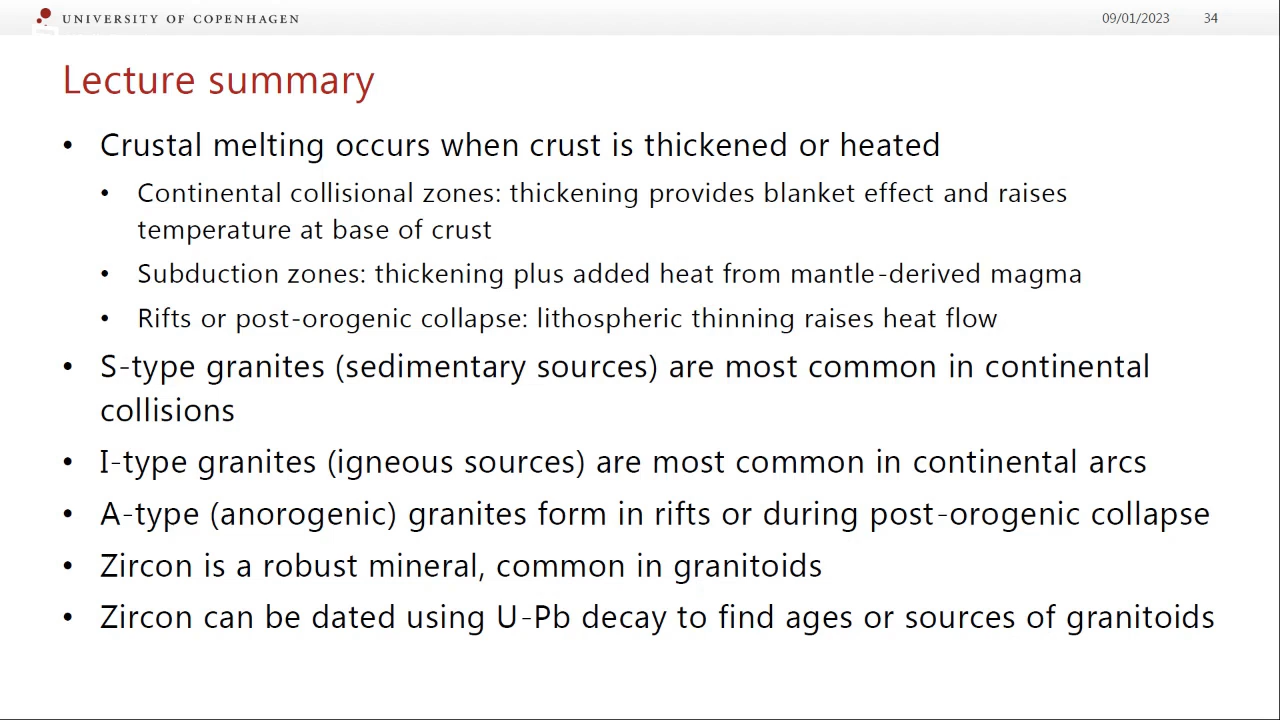 UNIVERSITY OF COPENHAGEN
09/01/2023 34
Lecture summary
• Crustal melting occurs when crust is thickened or heated
• Continental collisional zones: thickening provides blanket effect and raises
temperature at base of crust
• Subduction zones: thickening plus added heat from mantle-derived magma
• Rifts or post-orogenic collapse: lithospheric thinning raises heat flow
• S-type granites (sedimentary sources) are most common in continental
collisions
• I-type granites (igneous sources) are most common in continental arcs
• A-type (anorogenic) granites form in rifts or during post-orogenic collapse
• Zircon is a robust mineral, common in granitoids
• Zircon can be dated using U-Pb decay to find ages or sources of granitoids